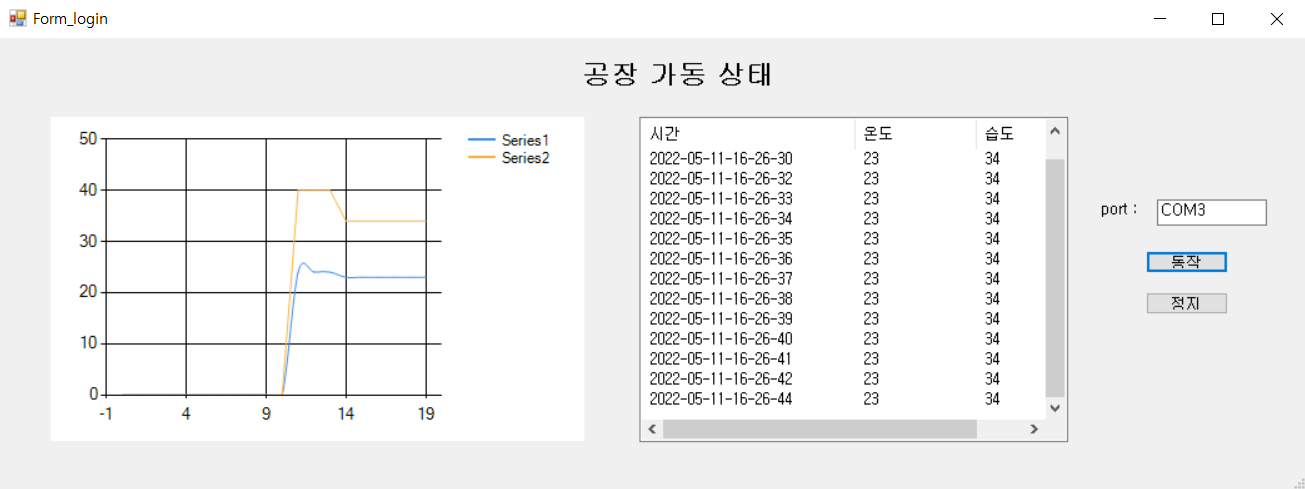 Form_login
공장 가동 상태
50
40
30
20
10
0
-1 4 9 14 19
Series1
Series2
시간 온도 습도
2022-05-11-16-26-30 23 34
2022-05-11-16-26-32 23 34
2022-05-11-16-26-33 23 34
2022-05-11-16-26-34 23 34
2022-05-11-16-26-35 23 34
2022-05-11-16-26-36 23 34
2022-05-11-16-26-37 23 34
2022-05-11-16-26-38 23 34
2022-05-11-16-26-39 23 34
2022-05-11-16-26-40 23 34
2022-05-11-16-26-41 23 34
2022-05-11-16-26-42 23 34
2022-05-11-16-26-44 23 34
port : COM3
동작
정지